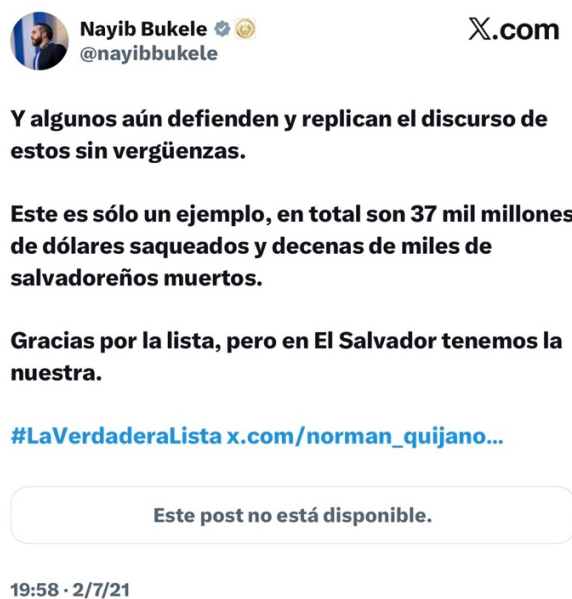 Nayib Bukele
X.com
@nayibbukele
Y algunos aún defienden y replican el discurso de
estos sin vergüenzas.
Este es sólo un ejemplo, en total son 37 mil millones
de dólares saqueados y decenas de miles de
salvadoreños muertos.
Gracias por la lista, pero en El Salvador tenemos la
nuestra.
#LaVerdaderaLista x.com/norman_quijano...
Este post no está disponible.
19:58 · 2/7/21